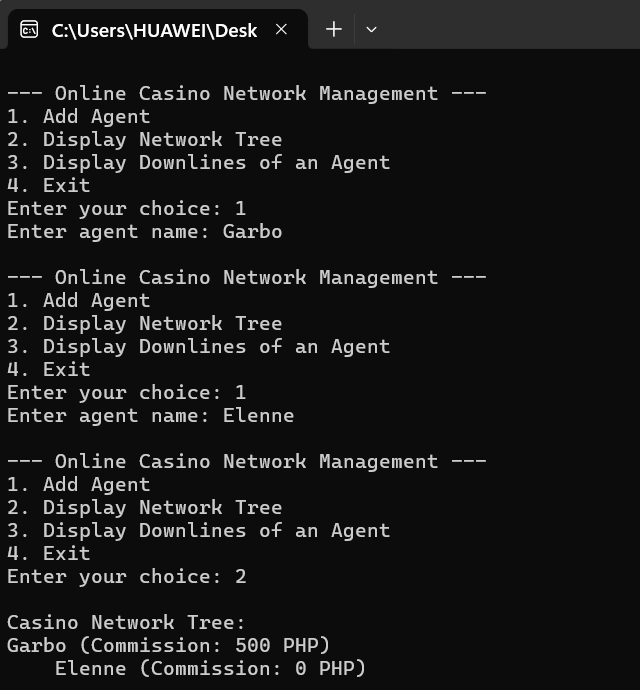 C:\Users\HUAWEI\Desk
--- Online Casino Network Management ---
1. Add Agent
2. Display Network Tree
3. Display Downlines of an Agent
4. Exit
Enter your choice: 1
Enter agent name: Garbo
--- Online Casino Network Management ---
1. Add Agent
2. Display Network Tree
3. Display Downlines of an Agent
4. Exit
Enter your choice: 1
Enter agent name: Elenne
--- Online Casino Network Management ---
1. Add Agent
2. Display Network Tree
3. Display Downlines of an Agent
4. Exit
Enter your choice: 2
Casino Network Tree:
Garbo (Commission: 500 PHP)
    Elenne (Commission: 0 PHP)